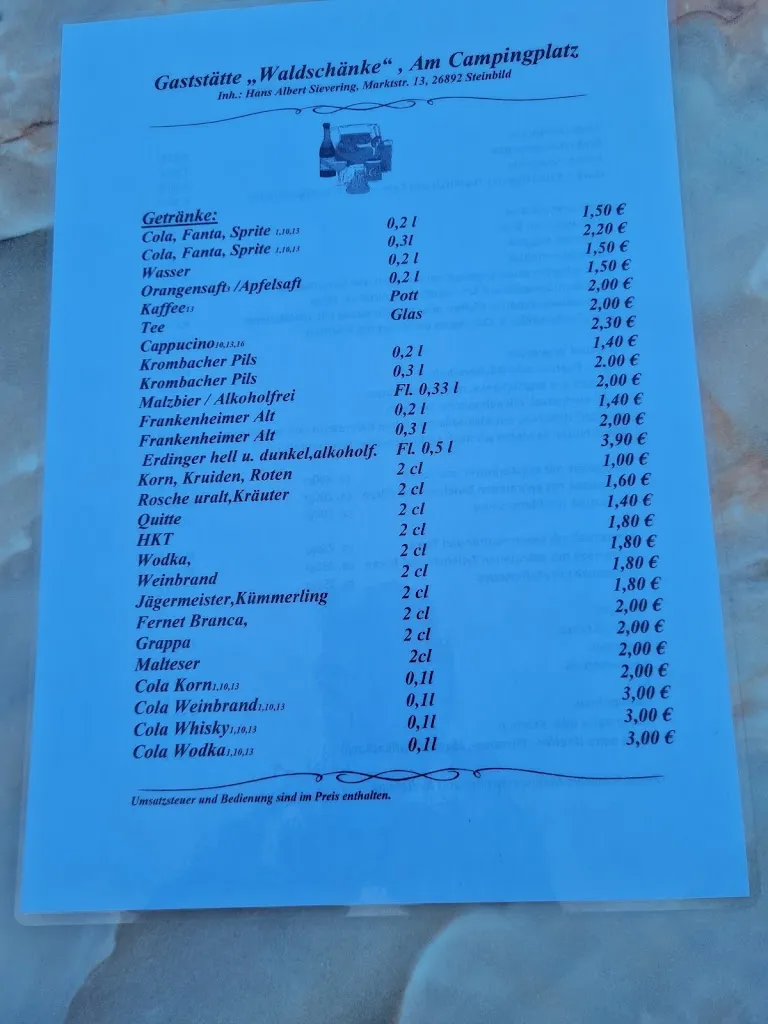 Gaststätte „Waldschänke“ , Am Campingplatz
Inh.: Hans Albert Sievering, Marktstr. 13, 26892 Steinbild
Getränke:
Cola, Fanta, Sprite 1,10,13 0,2 l 1,50 €
Cola, Fanta, Sprite 1,10,13 0,3l 2,20 €
Wasser 0,2 l 1,50 €
Orangensaft3 /Apfelsaft 0,2 l 1,50 €
Kaffee13 Pott 2,00 €
Tee Glas 2,00 €
Cappucino10,13,16 2,30 €
Krombacher Pils 0,2 l 1,40 €
Krombacher Pils 0,3 l 2.00 €
Malzbier / Alkoholfrei Fl. 0,33 l 2,00 €
Frankenheimer Alt 0,2 l 1,40 €
Frankenheimer Alt 0,3 l 2,00 €
Erdinger hell u. dunkel,alkoholf. Fl. 0,5 l 3,90 €
Korn, Kruiden, Roten 2 cl 1,00 €
Rosche uralt,Kräuter 2 cl 1,60 €
Quitte 2 cl 1,40 €
HKT 2 cl 1,80 €
Wodka, 2 cl 1,80 €
Weinbrand 2 cl 1,80 €
Jägermeister,Kümmerling 2 cl 1,80 €
Fernet Branca, 2 cl 2,00 €
Grappa 2 cl 2,00 €
Malteser 2cl 2,00 €
Cola Korn1,10,13 0,1l 2,00 €
Cola Weinbrand1,10,13 0,1l 3,00 €
Cola Whisky1,10,13 0,1l 3,00 €
Cola Wodka1,10,13 0,1l 3,00 €
Umsatzsteuer und Bedienung sind im Preis enthalten.